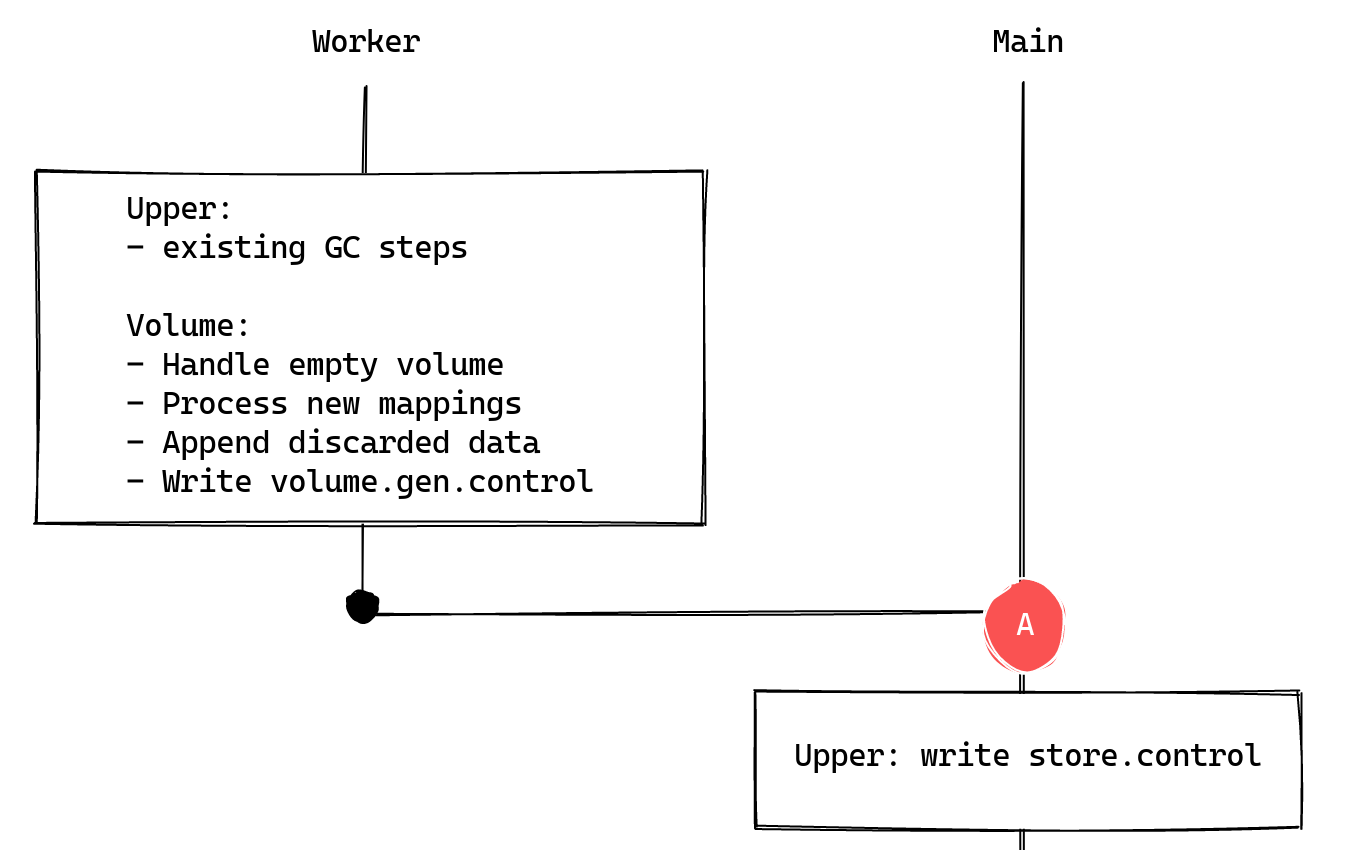 Worker
Main
Upper:
- existing GC steps
Volume:
- Handle empty volume
- Process new mappings
- Append discarded data
- Write volume.gen.control
A
Upper: write store.control